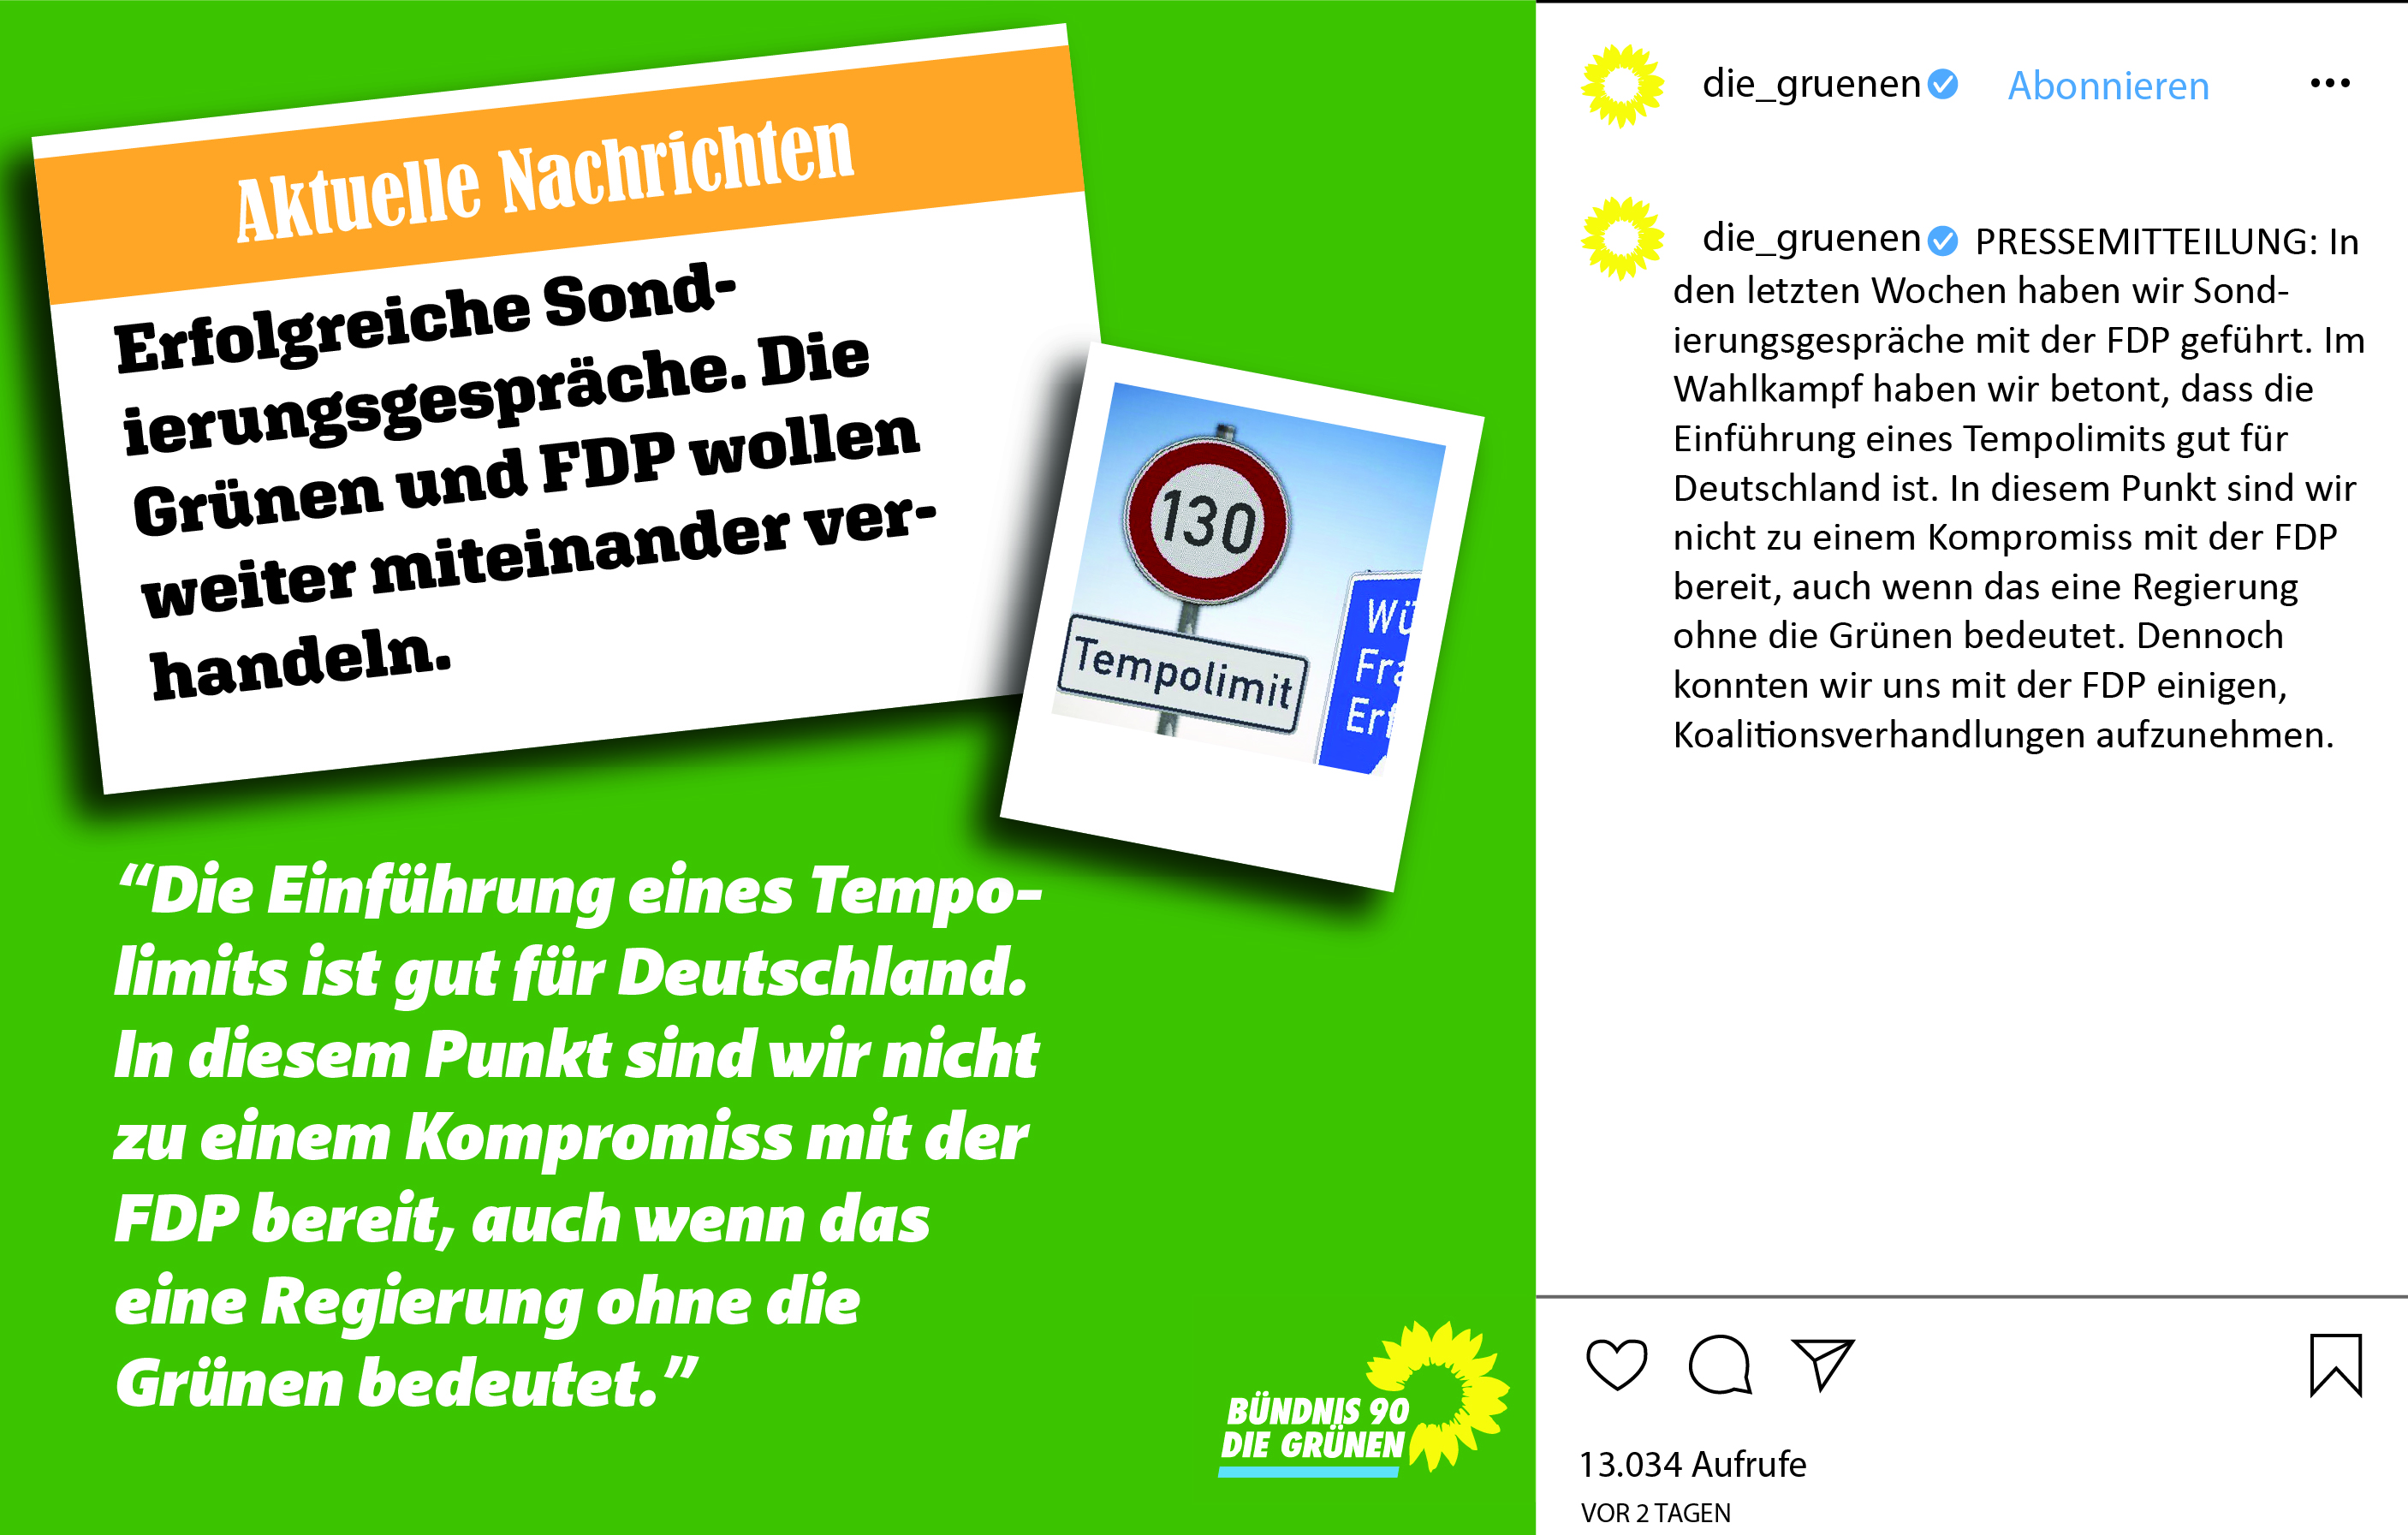 Aktuelle Nachrichten
Erfolgreiche Sond-
ierungsgespräche. Die
Grünen und FDP wollen
weiter miteinander ver-
handeln.
130
Tempolimit
Wü
Fra
Erf
“Die Einführung eines Tempo-
limits ist gut für Deutschland.
In diesem Punkt sind wir nicht
zu einem Kompromiss mit der
FDP bereit, auch wenn das
eine Regierung ohne die
Grünen bedeutet.”
BÜNDNIS 90
DIE GRÜNEN
die_gruenen Abonnieren
die_gruenen PRESSEMITTEILUNG: In
den letzten Wochen haben wir Sond-
ierungsgespräche mit der FDP geführt. Im
Wahlkampf haben wir betont, dass die
Einführung eines Tempolimits gut für
Deutschland ist. In diesem Punkt sind wir
nicht zu einem Kompromiss mit der FDP
bereit, auch wenn das eine Regierung
ohne die Grünen bedeutet. Dennoch
konnten wir uns mit der FDP einigen,
Koalitionsverhandlungen aufzunehmen.
13.034 Aufrufe
VOR 2 TAGEN